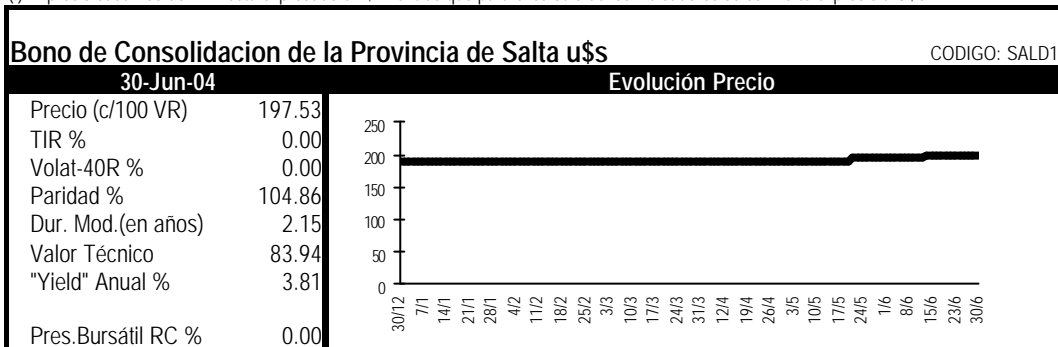 Bono de Consolidacion de la Provincia de Salta u$s
CODIGO: SALD1
30-Jun-04
Evolución Precio
Precio (c/100 VR) 197.53
TIR % 0.00
Volat-40R % 0.00
Paridad % 104.86
Dur. Mod.(en años) 2.15
Valor Técnico 83.94
"Yield" Anual % 3.81
Pres.Bursátil RC % 0.00
250
200
150
100
50
0
30/12 7/1 14/1 21/1 28/1 4/2 11/2 18/2 25/2 3/3 10/3 17/3 24/3 31/3 12/4 19/4 26/4 3/5 10/5 17/5 24/5 1/6 8/6 15/6 23/6 30/6